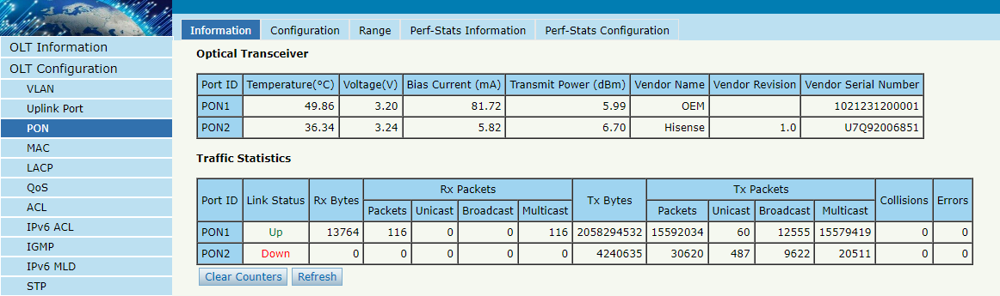 Information Configuration Range Perf-Stats Information Perf-Stats Configuration
OLT Information
OLT Configuration
VLAN
Uplink Port
PON
MAC
LACP
QoS
ACL
IPv6 ACL
IGMP
IPv6 MLD
STP
Optical Transceiver
Port ID Temperature(°C) Voltage(V) Bias Current (mA) Transmit Power (dBm) Vendor Name Vendor Revision Vendor Serial Number
PON1 49.86 3.20 81.72 5.99 OEM 1021231200001
PON2 36.34 3.24 5.82 6.70 Hisense 1.0 U7Q92006851
Traffic Statistics
Port ID Link Status Rx Bytes Rx Packets Tx Bytes Tx Packets Collisions Errors
Packets Unicast Broadcast Multicast Packets Unicast Broadcast Multicast
PON1 Up 13764 116 0 0 116 2058294532 15592034 60 12555 15579419 0 0
PON2 Down 0 0 0 0 0 4240635 30620 487 9622 20511 0 0
Clear Counters Refresh